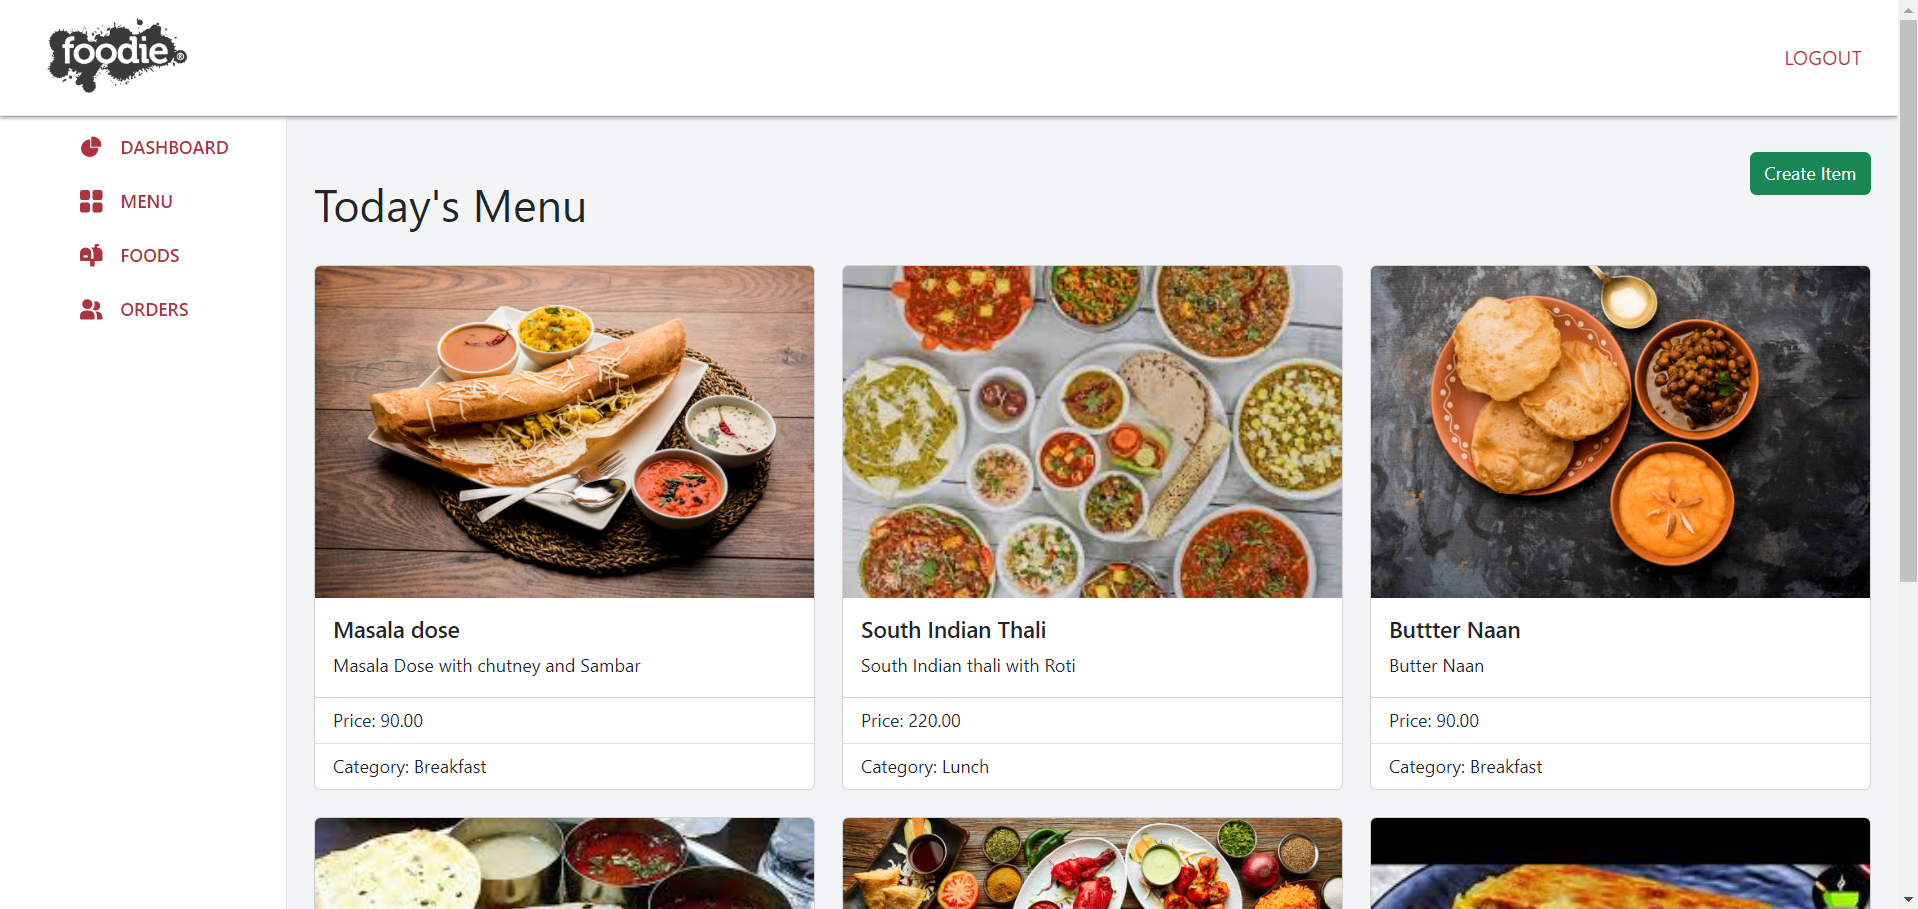 foodie®
LOGOUT
DASHBOARD
MENU
FOODS
ORDERS
Create Item
Today's Menu
Masala dose
Masala Dose with chutney and Sambar
Price: 90.00
Category: Breakfast
South Indian Thali
South Indian thali with Roti
Price: 220.00
Category: Lunch
Buttter Naan
Butter Naan
Price: 90.00
Category: Breakfast